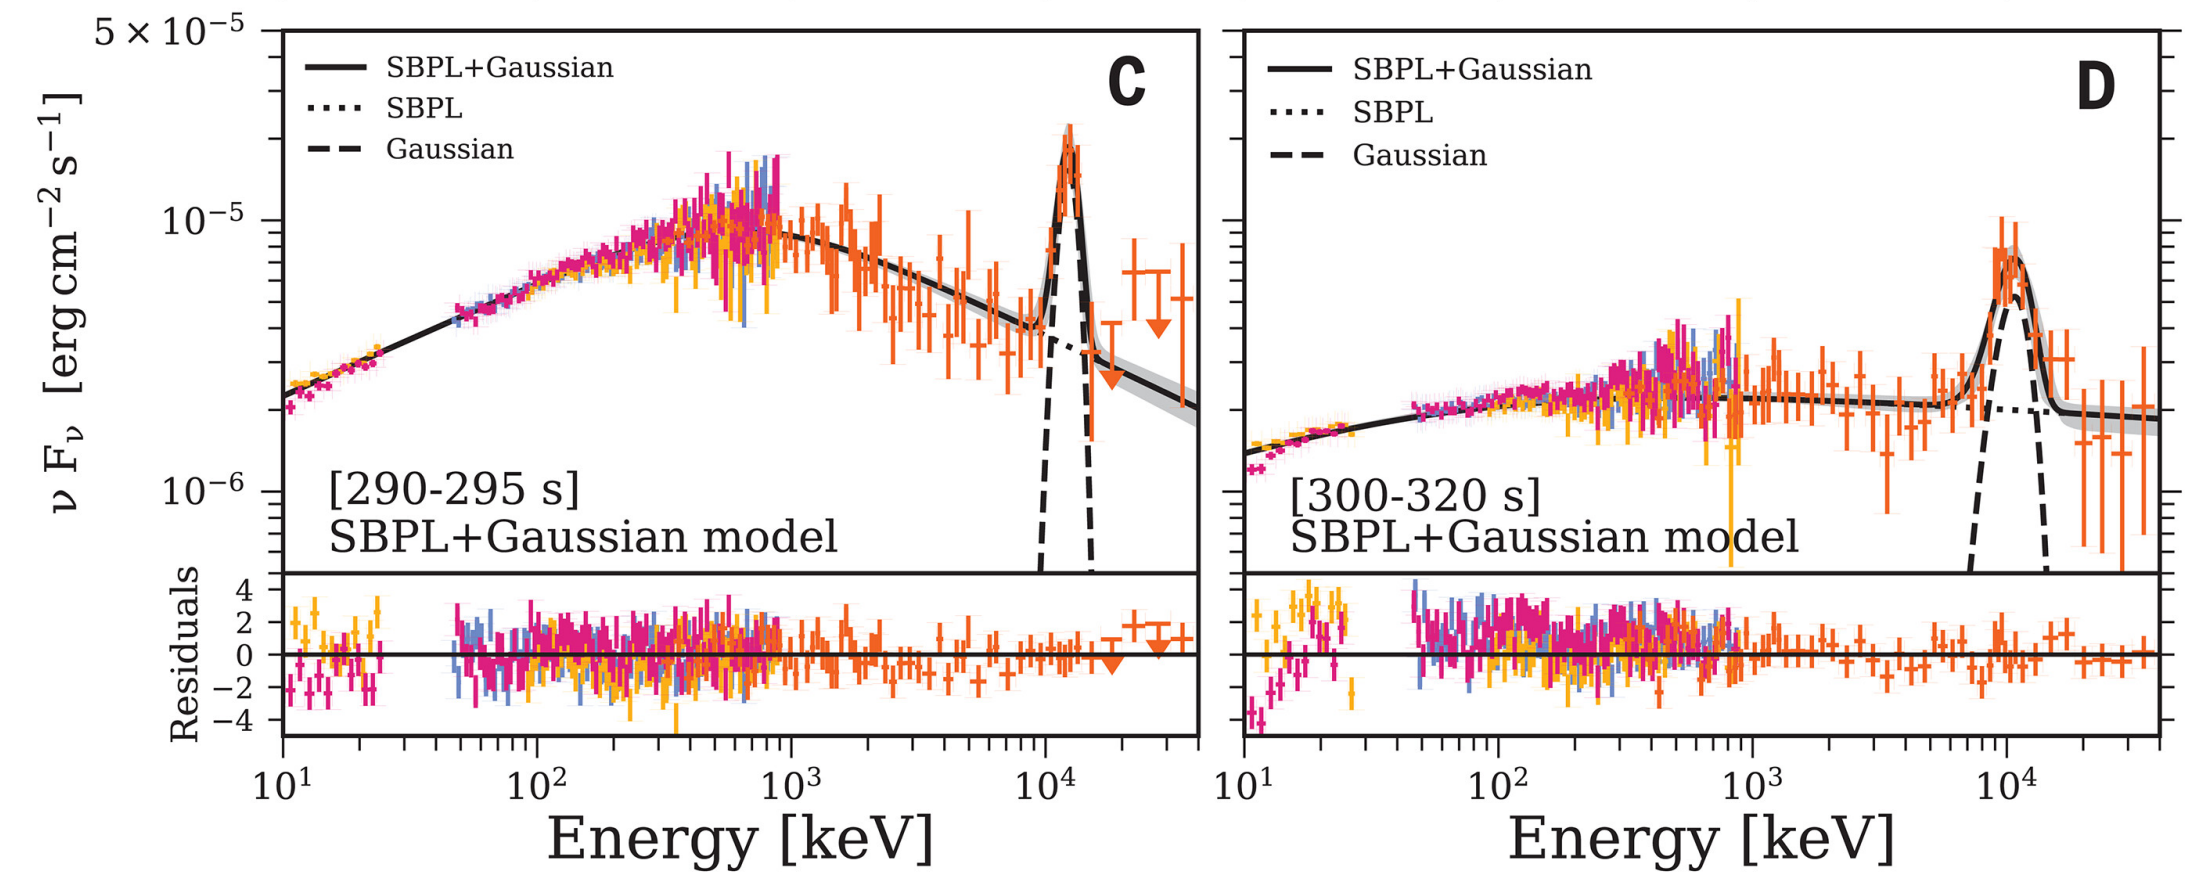 5 × 10⁻⁵
10⁻⁵
10⁻⁶
ν Fν [erg cm⁻² s⁻¹]
SBPL+Gaussian
SBPL
Gaussian
C
[290-295 s]
SBPL+Gaussian model
Residuals
4
2
0
−2
−4
10¹
10²
10³
10⁴
Energy [keV]
SBPL+Gaussian
SBPL
Gaussian
D
[300-320 s]
SBPL+Gaussian model
10¹
10²
10³
10⁴
Energy [keV]